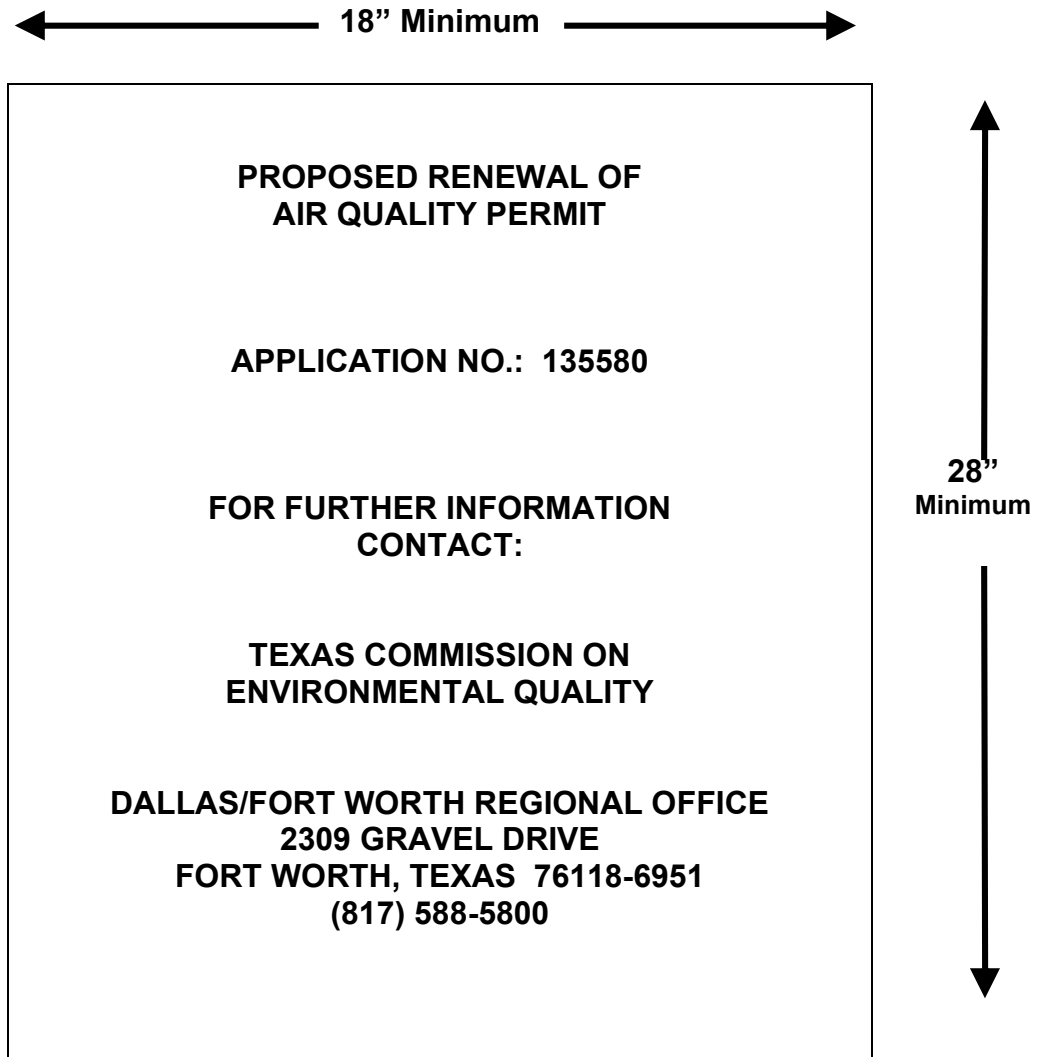 18” Minimum
PROPOSED RENEWAL OF
AIR QUALITY PERMIT
APPLICATION NO.: 135580
FOR FURTHER INFORMATION
CONTACT:
TEXAS COMMISSION ON
ENVIRONMENTAL QUALITY
DALLAS/FORT WORTH REGIONAL OFFICE
2309 GRAVEL DRIVE
FORT WORTH, TEXAS 76118-6951
(817) 588-5800
28”
Minimum